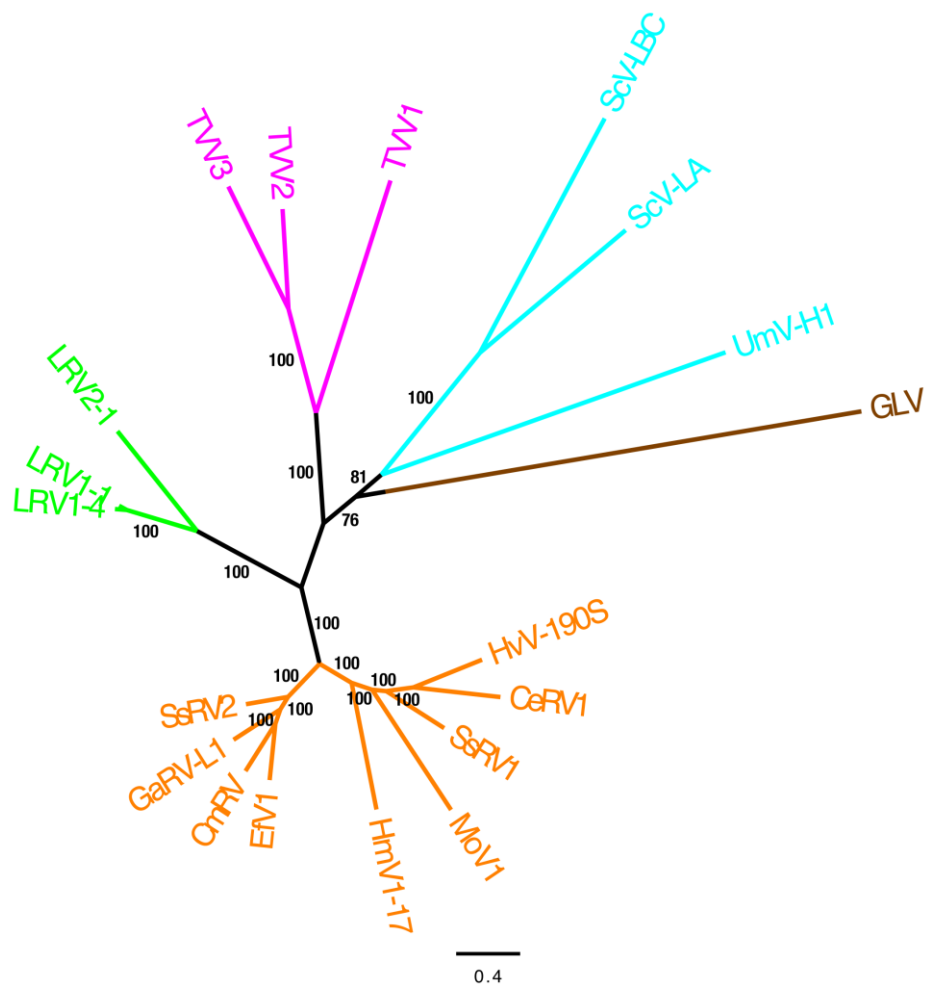 ScV-LBC
TVV3
TVV2
TVV1
ScV-LA
UmV-H1
100
LRV2-1
100
GLV
LRV1-1
100
81
LRV1-4
76
100
100
100
HvV-190S
100
100
100
CeRV1
SsRV2
100
100
100
100
SsRV1
GaRV-L1
CmRV
EfV1
HmV1-17
MoV1
0.4